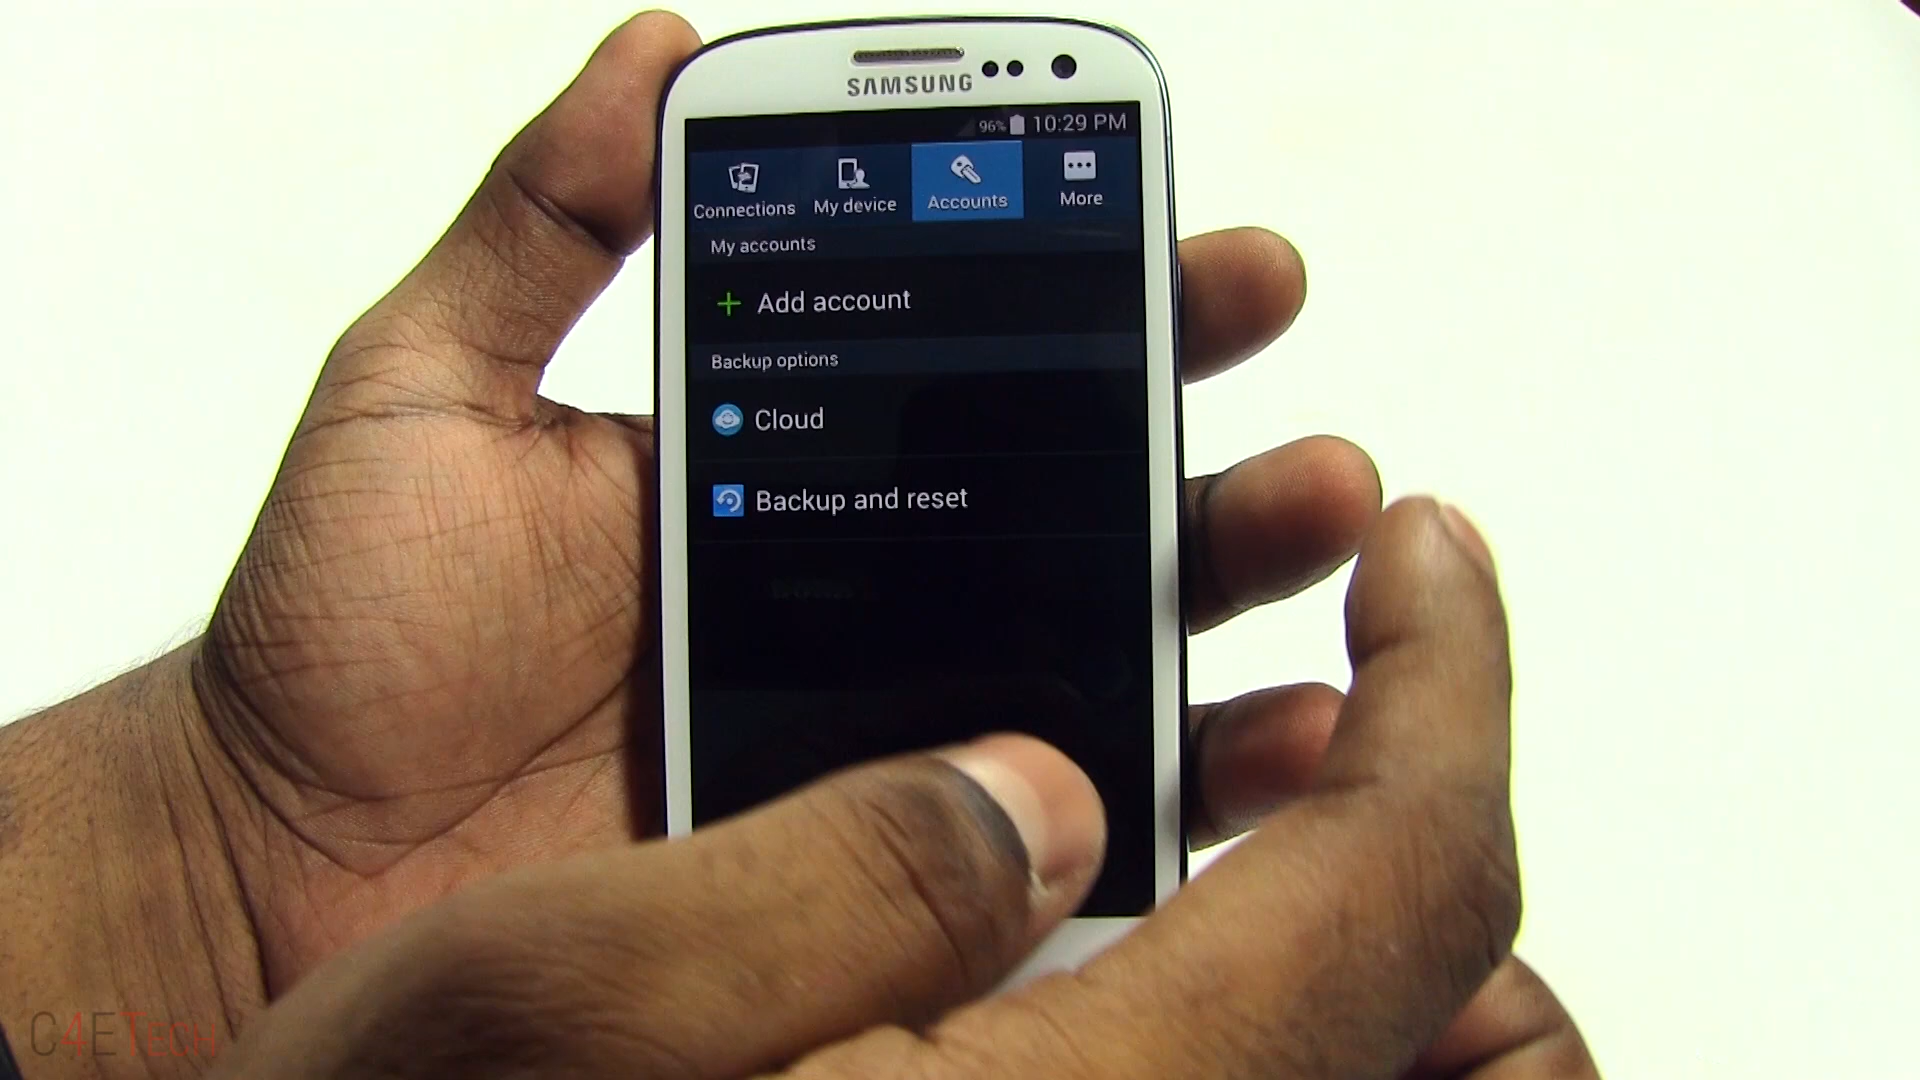 SAMSUNG
96% 10:29 PM
Connections My device Accounts More
My accounts
Add account
Backup options
Cloud
Backup and reset
C4ETECH